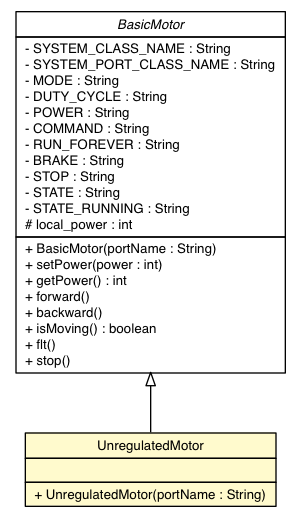 BasicMotor
- SYSTEM_CLASS_NAME : String
- SYSTEM_PORT_CLASS_NAME : String
- MODE : String
- DUTY_CYCLE : String
- POWER : String
- COMMAND : String
- RUN_FOREVER : String
- BRAKE : String
- STOP : String
- STATE : String
- STATE_RUNNING : String
# local_power : int
+ BasicMotor(portName : String)
+ setPower(power : int)
+ getPower() : int
+ forward()
+ backward()
+ isMoving() : boolean
+ flt()
+ stop()
UnregulatedMotor
+ UnregulatedMotor(portName : String)